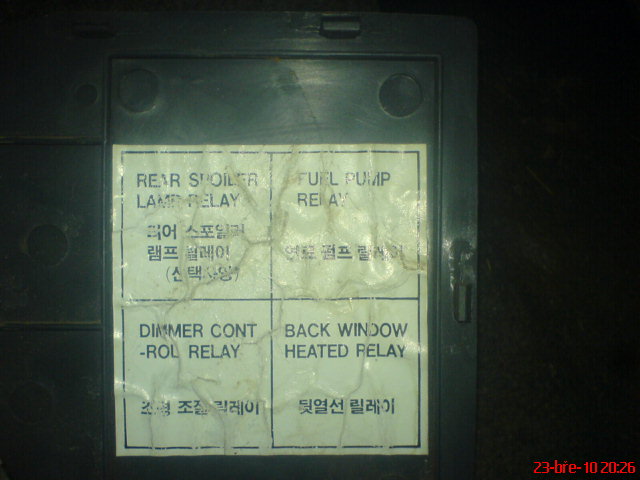 REAR SPOILER
LAMP RELAY
리어 스포일러
램프 릴레이
(선택사양)
FUEL PUMP
RELAY
연료 펌프 릴레이
DIMMER CONT
-ROL RELAY
조명 조절 릴레이
BACK WINDOW
HEATED RELAY
뒷열선 릴레이
23-bře-10 20:26